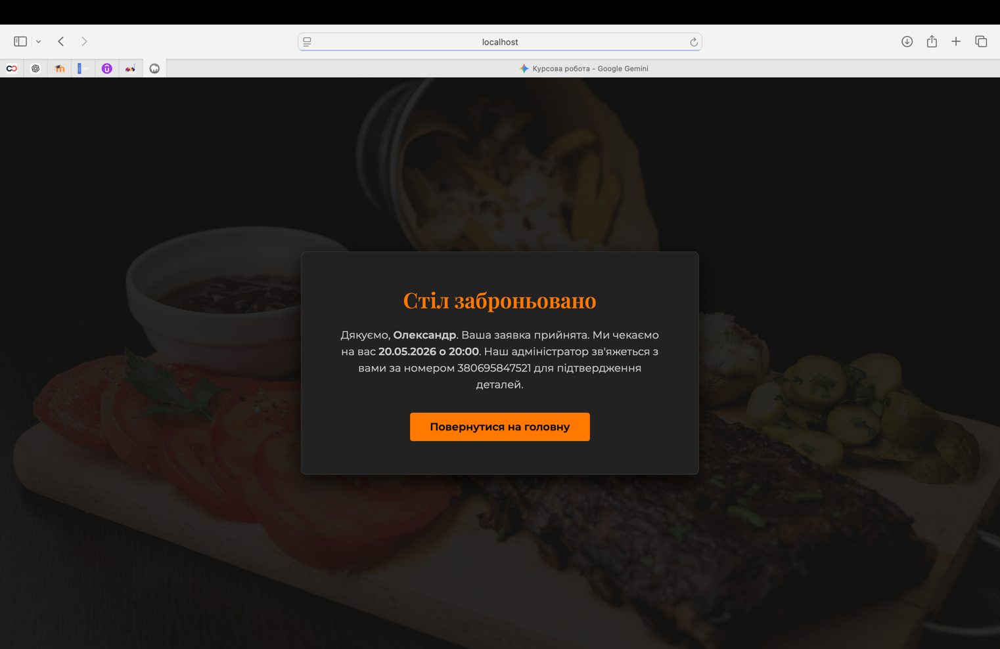 localhost
Курсова робота - Google Gemini
Стіл заброньовано
Дякуємо, Олександр. Ваша заявка прийнята. Ми чекаємо
на вас 20.05.2026 о 20:00. Наш адміністратор зв'яжеться з
вами за номером 380695847521 для підтвердження
деталей.
Повернутися на головну